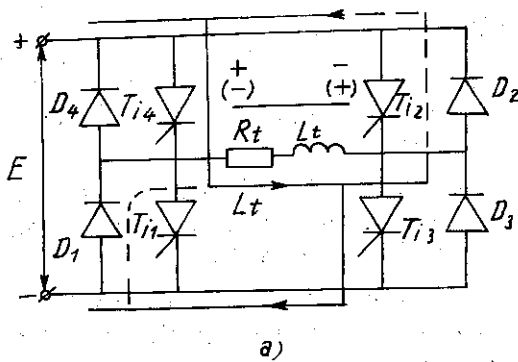 +
D4 Ti4 + (-) - (+) Ti2 D2
Rt Lt
E
Lt
D1 Ti1 Ti3 D3
-
a)